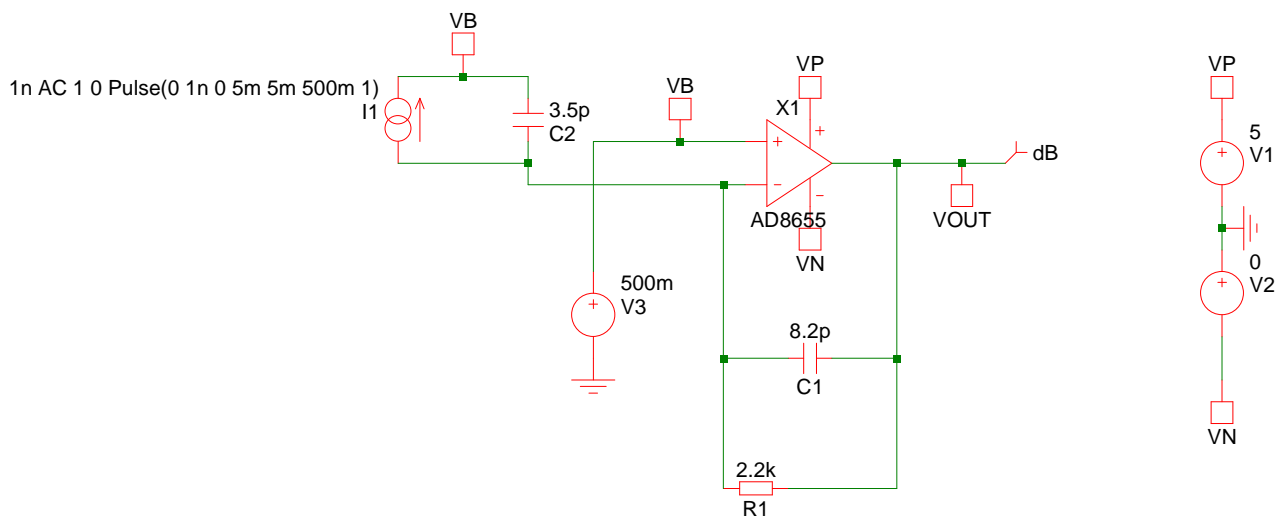 VB
1n AC 1 0 Pulse(0 1n 0 5m 5m 500m 1)
I1
3.5p
C2
VB
VP
X1
+
+
-
-
AD8655
VN
VOUT
dB
500m
+
V3
8.2p
C1
2.2k
R1
VP
5
+
V1
0
+
V2
VN